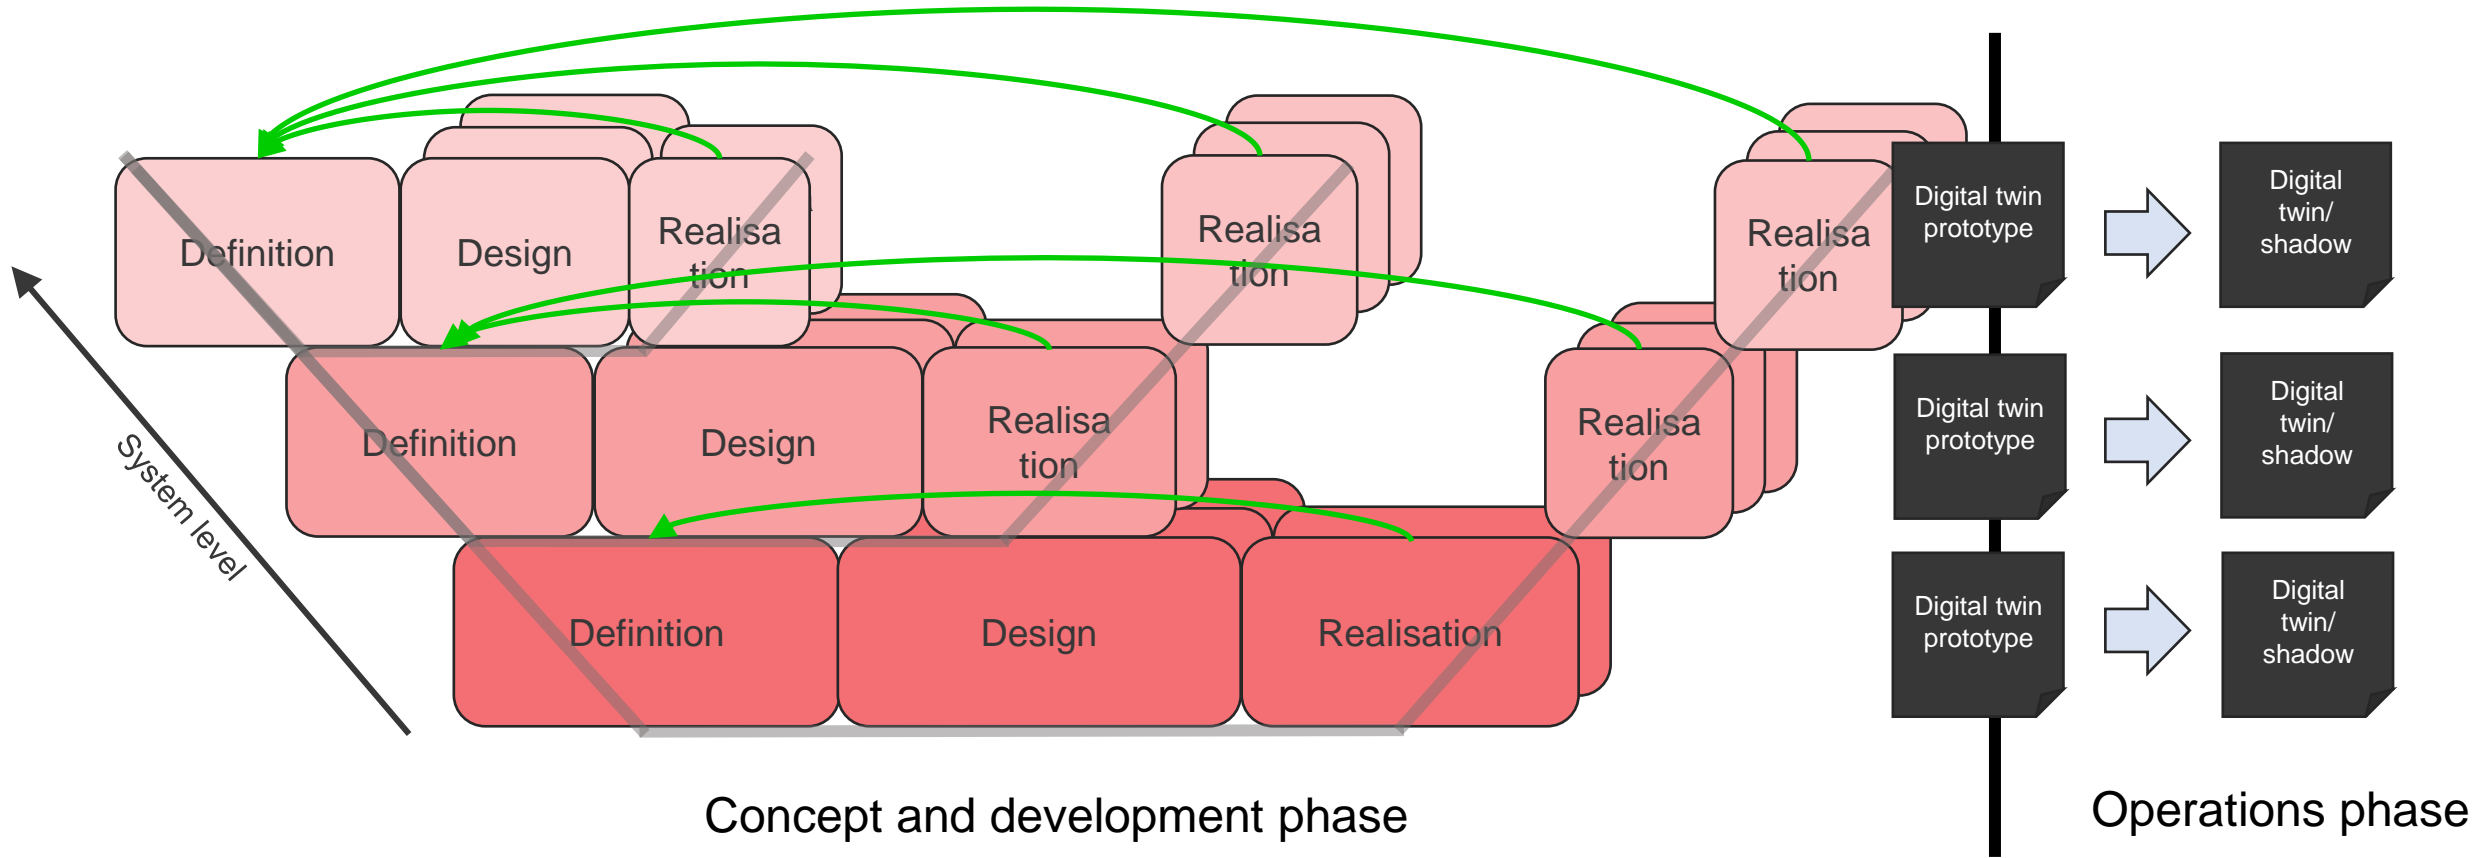 Definition
Design
Realisa
tion
Realisa
tion
Realisa
tion
Digital twin
prototype
Digital
twin/
shadow
System level
Definition
Design
Realisa
tion
Realisa
tion
Digital twin
prototype
Digital
twin/
shadow
Definition
Design
Realisation
Digital twin
prototype
Digital
twin/
shadow
Concept and development phase
Operations phase